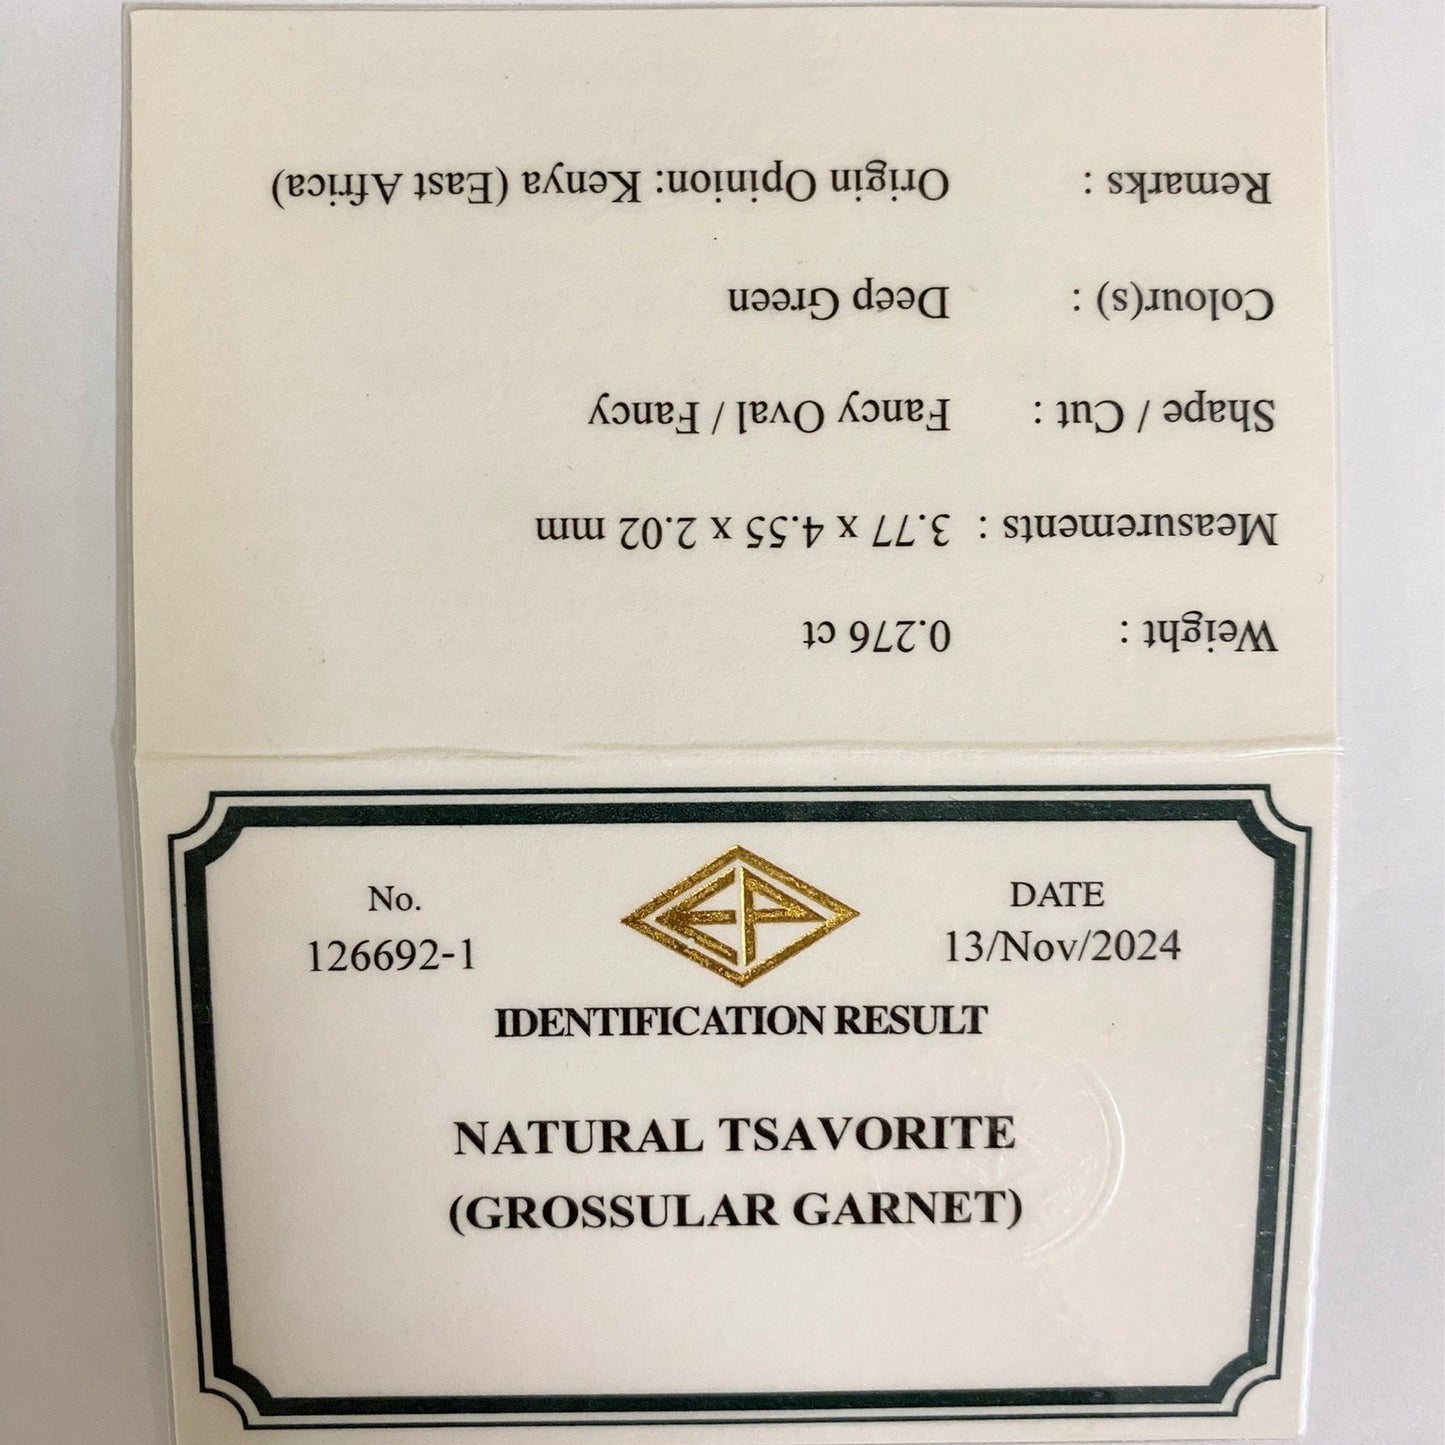 No.
126692-1
EP
DATE
13/Nov/2024
IDENTIFICATION RESULT
NATURAL TSAVORITE
(GROSSULAR GARNET)
Weight : 0.276 ct
Measurements : 3.77 x 4.55 x 2.02 mm
Shape / Cut : Fancy Oval / Fancy
Colour(s) : Deep Green
Remarks : Origin Opinion: Kenya (East Africa)